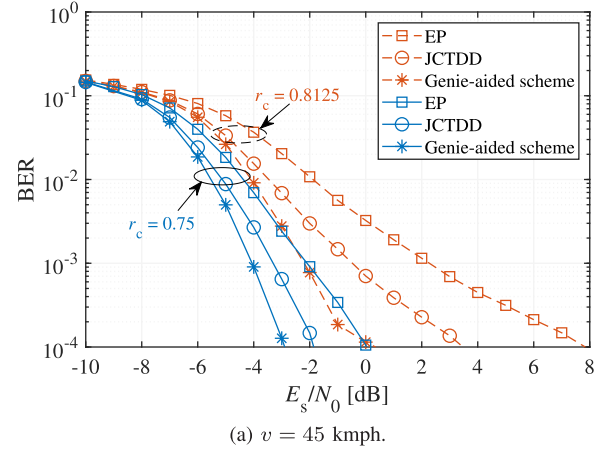 10^0
10^-1
10^-2
10^-3
10^-4
BER
EP
JCTDD
Genie-aided scheme
EP
JCTDD
Genie-aided scheme
r_c = 0.8125
r_c = 0.75
-10 -8 -6 -4 -2 0 2 4 6 8
E_s/N_0 [dB]
(a) v = 45 kmph.